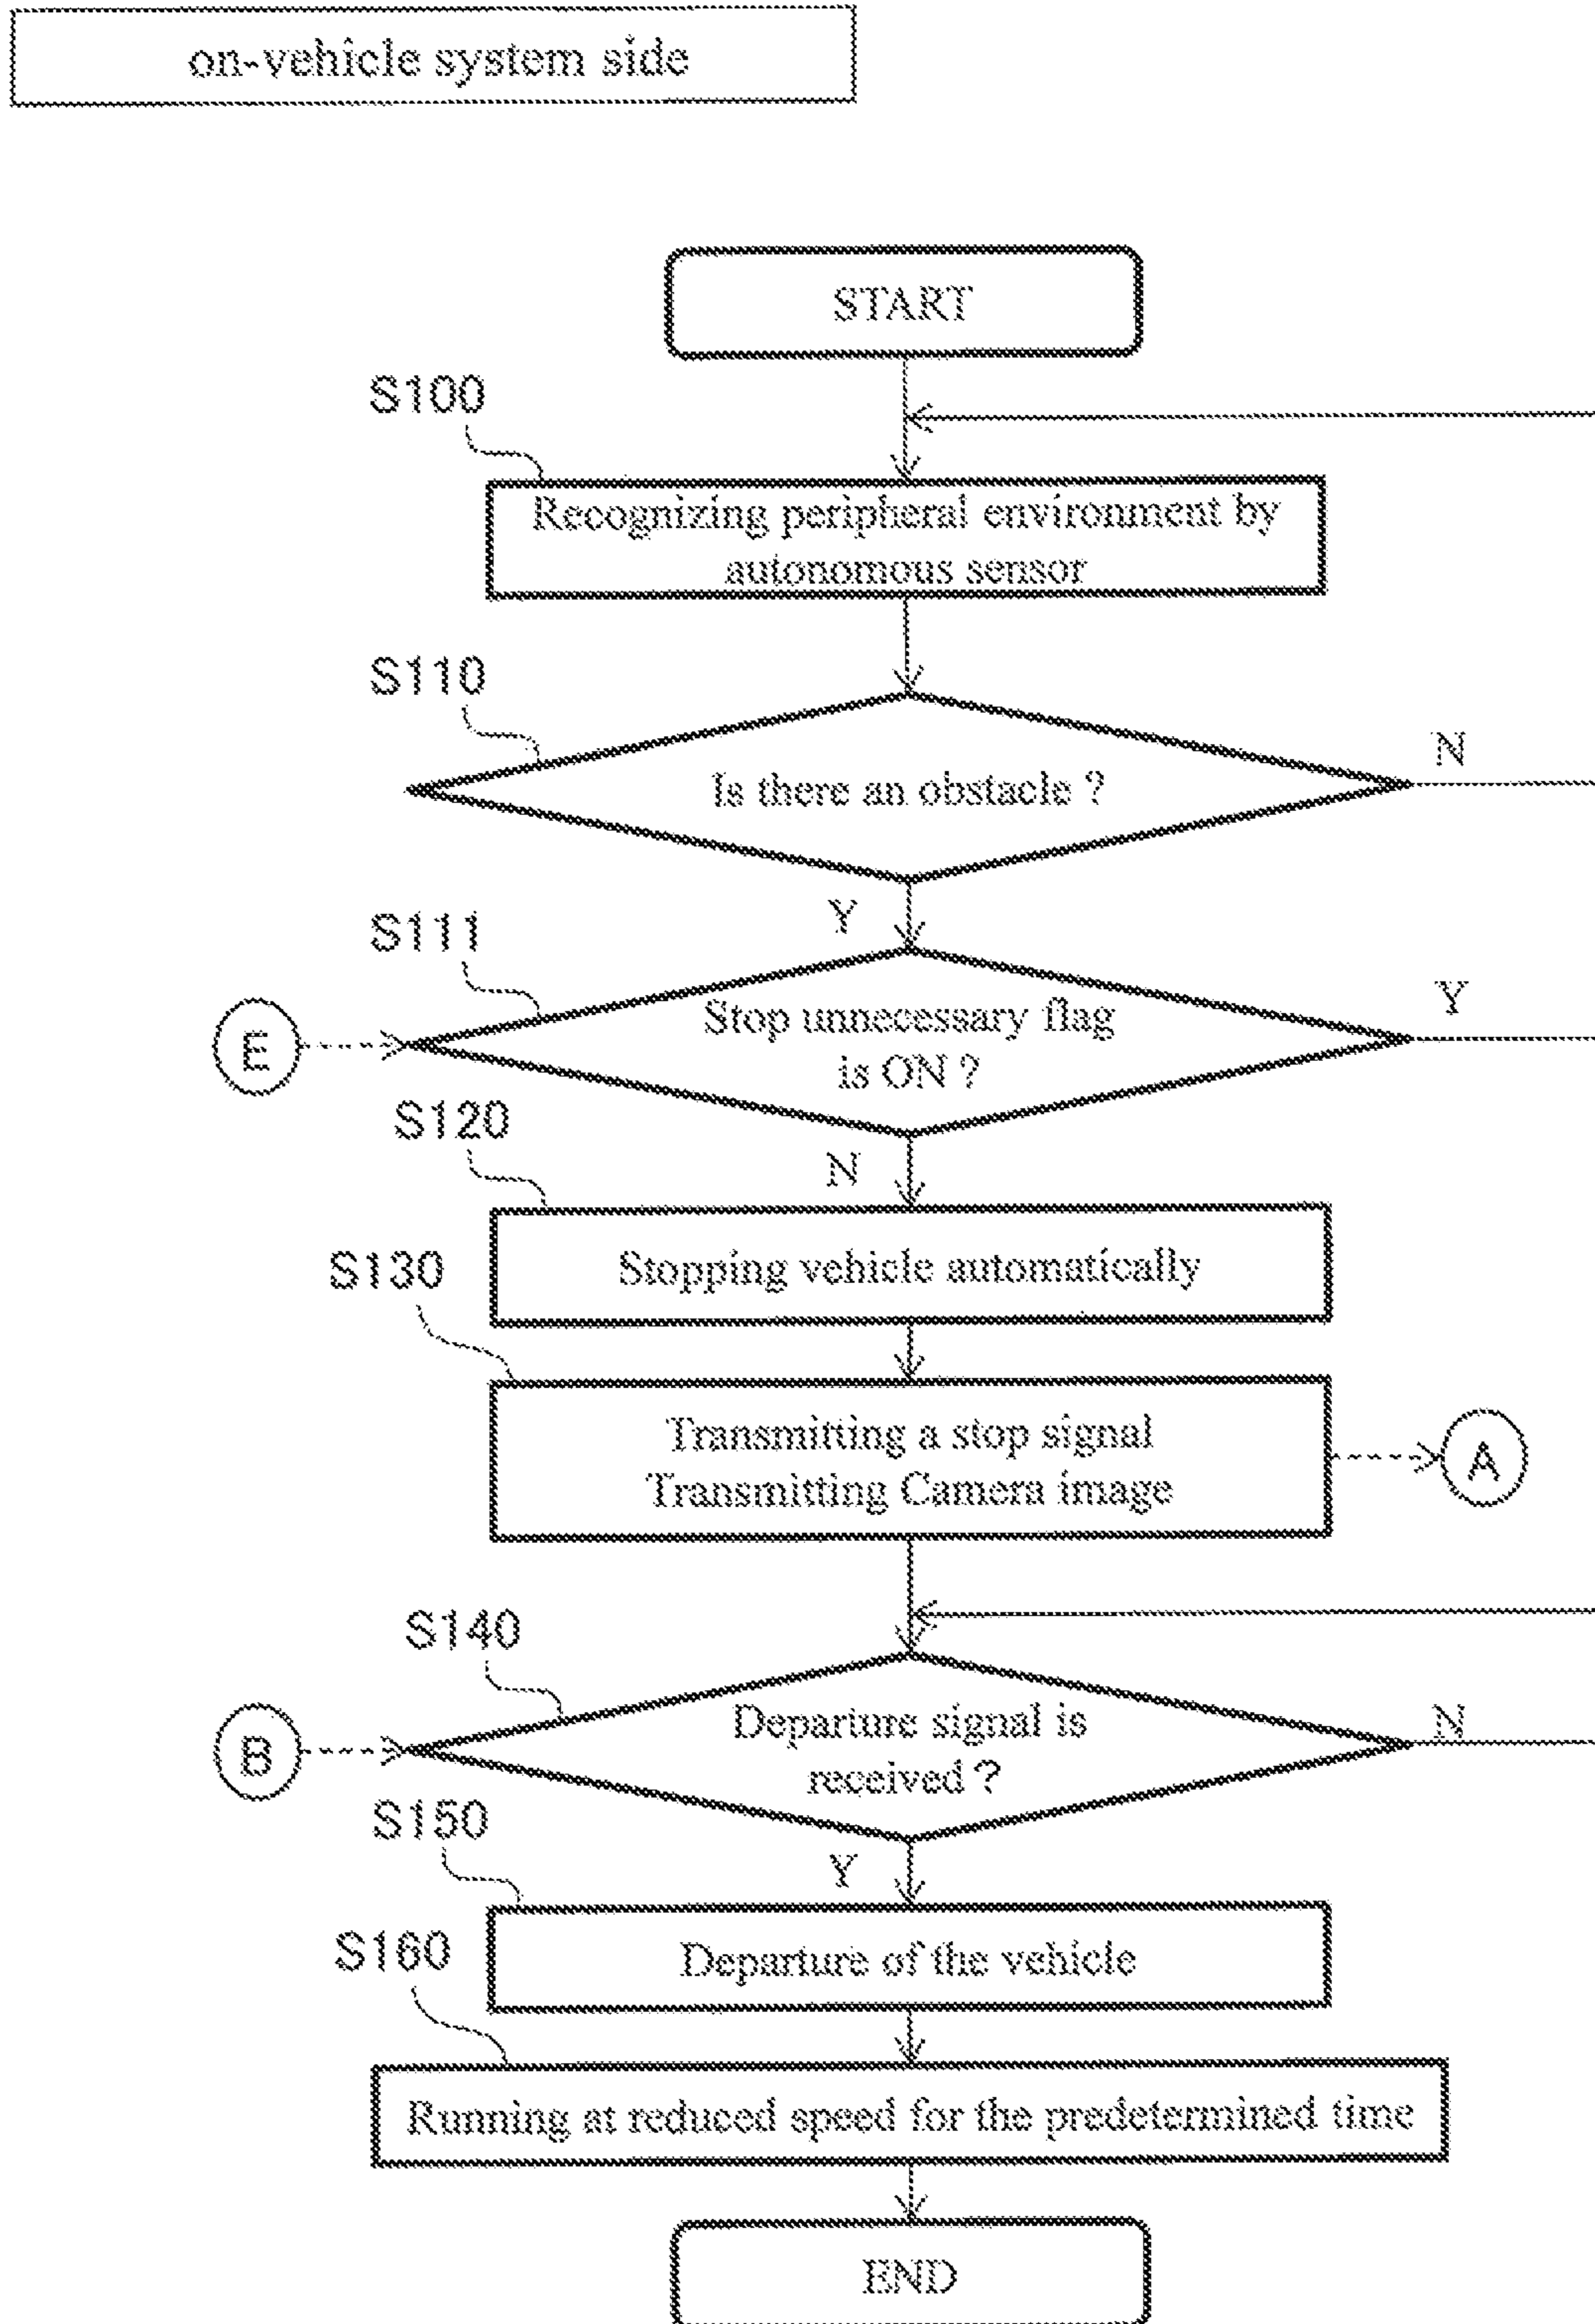 on-vehicle system side
START
S100
Recognizing peripheral environment by
autonomous sensor
S110
Is there an obstacle ?
N
Y
S111
Stop unnecessary flag
is ON ?
Y
E
S120
N
Stopping vehicle automatically
S130
Transmitting a stop signal
Transmitting Camera image
A
S140
Departure signal is
received ?
N
B
S150
Y
Departure of the vehicle
S160
Running at reduced speed for the predetermined time
END